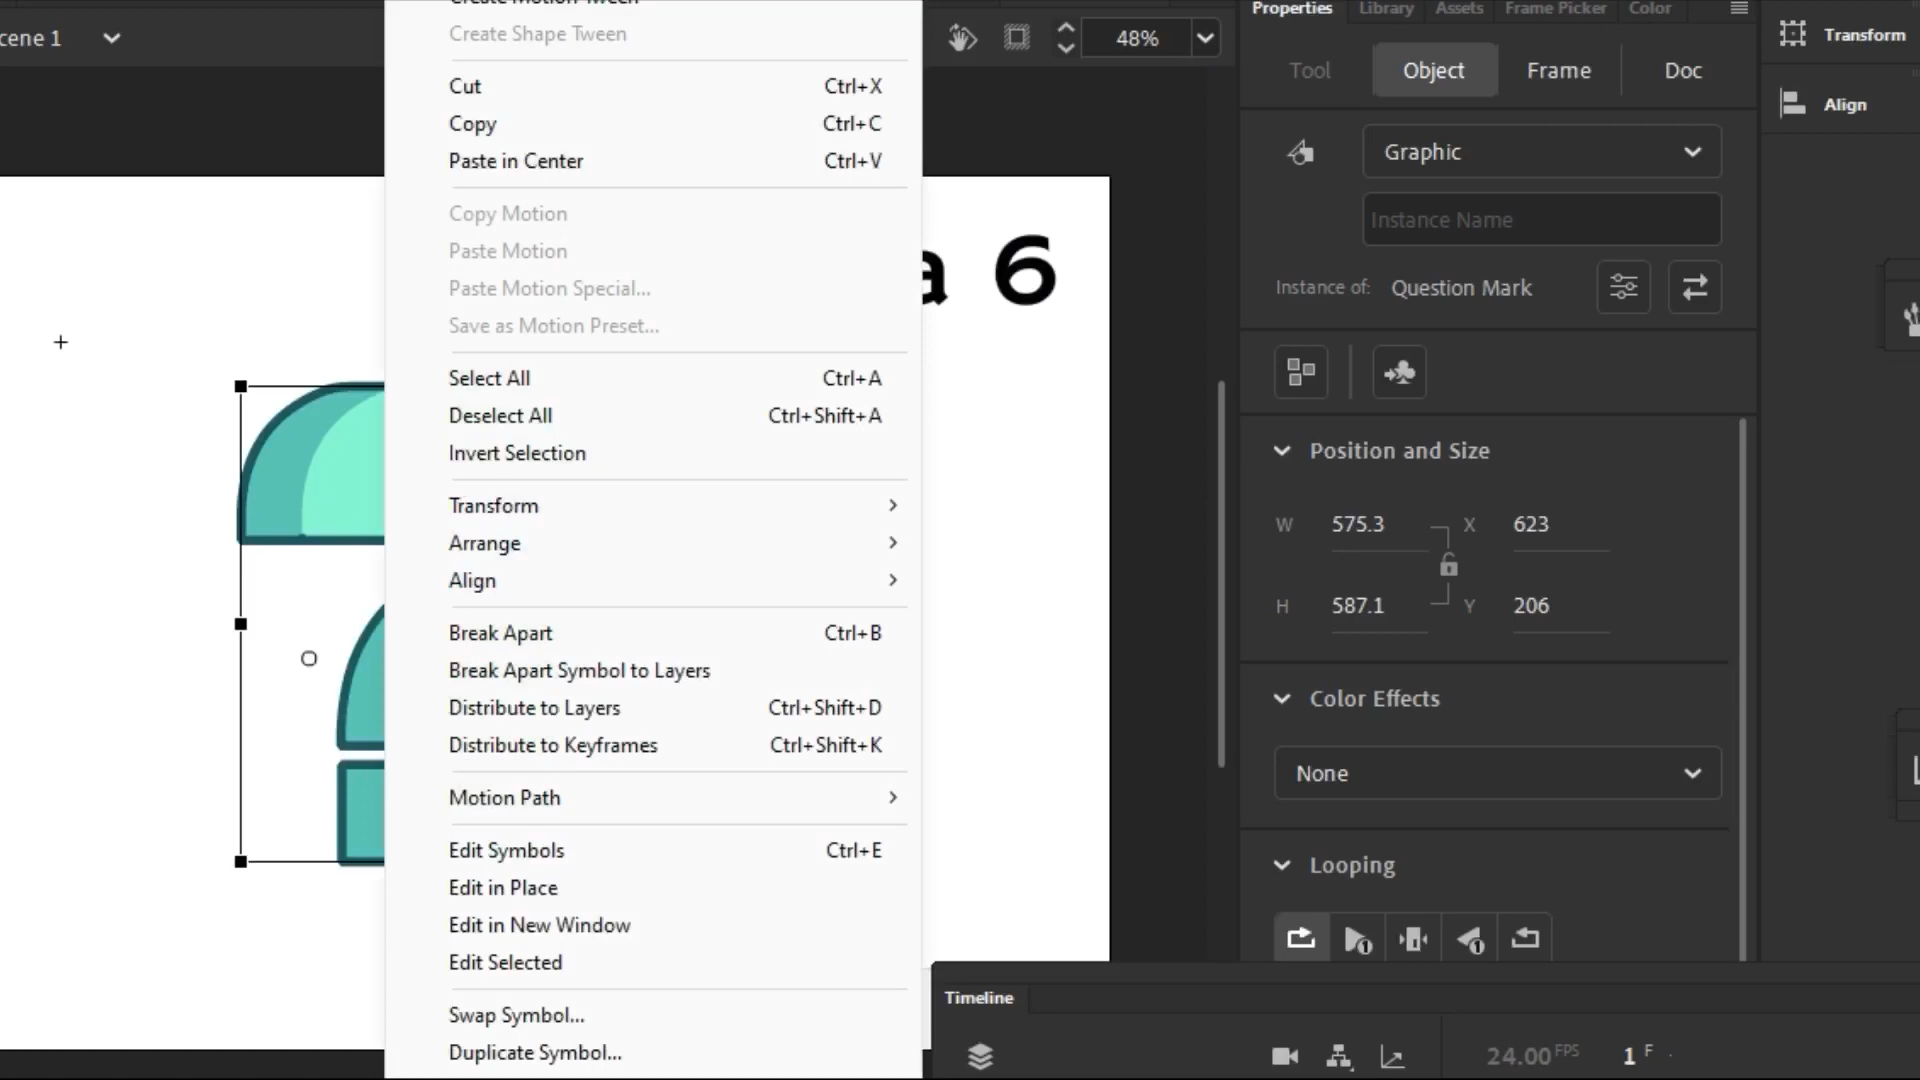 cene 1
Create Motion Tween
Create Shape Tween
Cut Ctrl+X
Copy Ctrl+C
Paste in Center Ctrl+V
Copy Motion
Paste Motion
Paste Motion Special...
Save as Motion Preset...
Select All Ctrl+A
Deselect All Ctrl+Shift+A
Invert Selection
Transform
Arrange
Align
Break Apart Ctrl+B
Break Apart Symbol to Layers
Distribute to Layers Ctrl+Shift+D
Distribute to Keyframes Ctrl+Shift+K
Motion Path
Edit Symbols Ctrl+E
Edit in Place
Edit in New Window
Edit Selected
Swap Symbol...
Duplicate Symbol...
48%
a 6
Properties Library Assets Frame Picker Color
Tool Object Frame Doc
Graphic
Instance Name
Instance of: Question Mark
Position and Size
W 575.3 X 623
H 587.1 Y 206
Color Effects
None
Looping
Transform
Align
Timeline
24.00 FPS 1 F